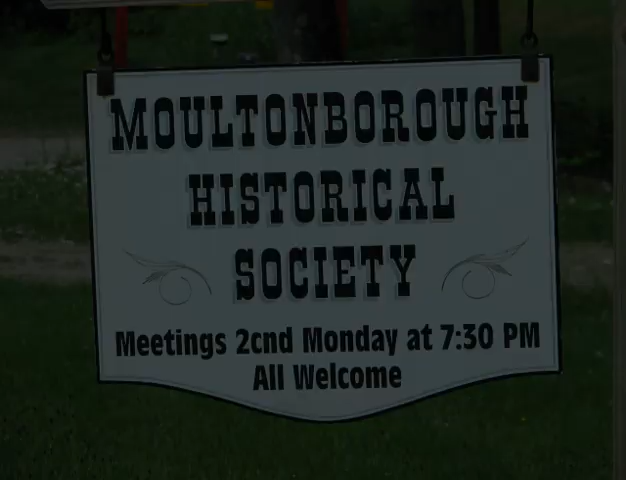 MOULTONBOROUGH
HISTORICAL
SOCIETY
Meetings 2cnd Monday at 7:30 PM
All Welcome